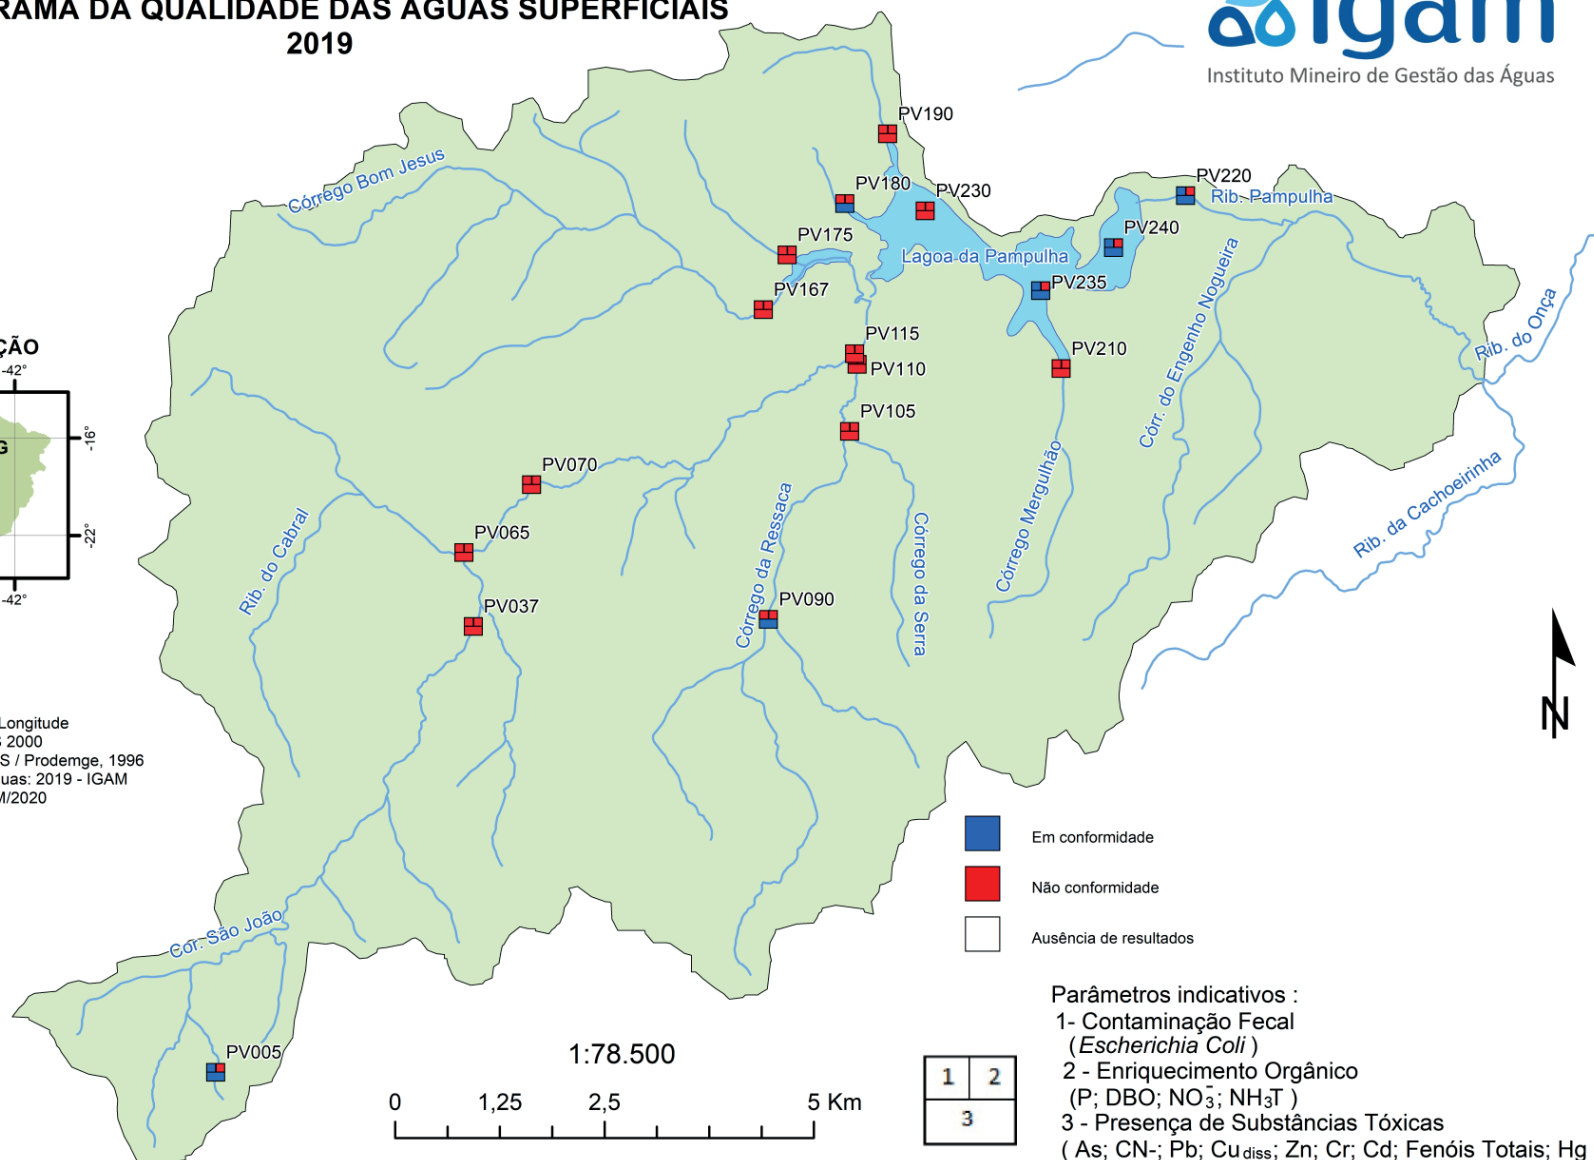 RAMA DA QUALIDADE DAS ÁGUAS SUPERFICIAIS
2019
igam
Instituto Mineiro de Gestão das Águas
PV190
Córrego Bom Jesus
PV180
PV230
PV220
Rib. Pampulha
PV240
PV175
Lagoa da Pampulha
PV235
PV167
Córr. do Engenho Nogueira
Rib. do Onça
PV115
PV110
PV210
PV105
ÇÃO
-42°
-16°
G
-22°
-42°
PV070
PV065
Rib. do Cabral
PV037
Córrego da Ressaca
Córrego da Serra
Córrego Mergulhão
Rib. da Cachoeirinha
PV090
N
Longitude
S 2000
S / Prodemge, 1996
uas: 2019 - IGAM
M/2020
Em conformidade
Não conformidade
Ausência de resultados
Cor. São João
PV005
1:78.500
0 1,25 2,5 5 Km
1 2
3
Parâmetros indicativos :
1- Contaminação Fecal
(Escherichia Coli )
2 - Enriquecimento Orgânico
(P; DBO; NO₃⁻; NH₃T )
3 - Presença de Substâncias Tóxicas
( As; CN-; Pb; Cu diss; Zn; Cr; Cd; Fenóis Totais; Hg